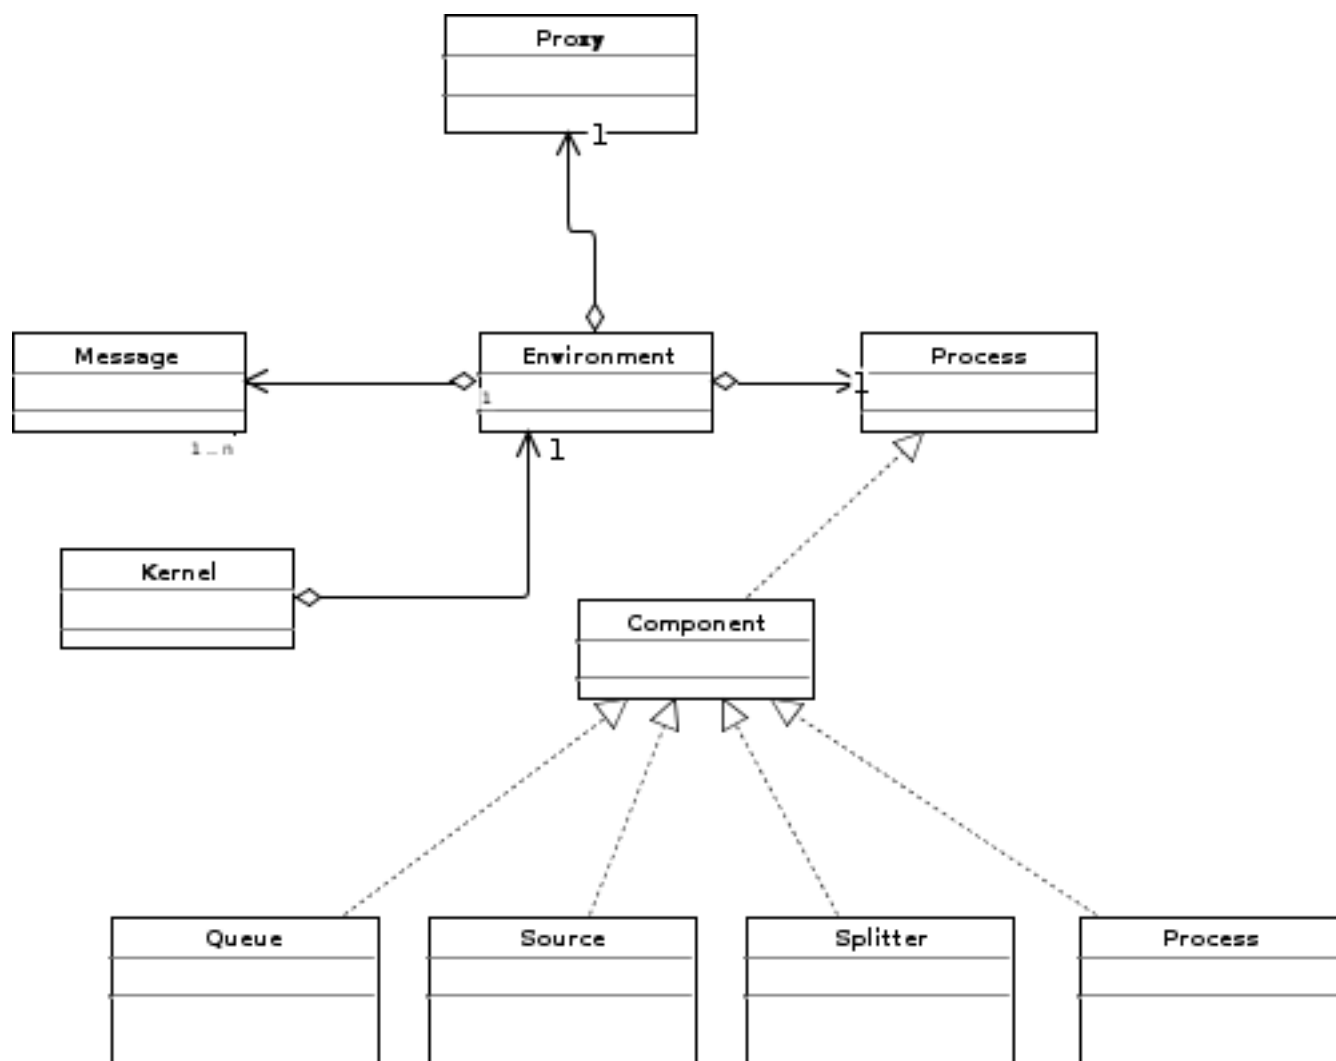 Proxy
1
Message
Environment
Process
1
1
1...n
1
Kernel
Component
Queue
Source
Splitter
Process